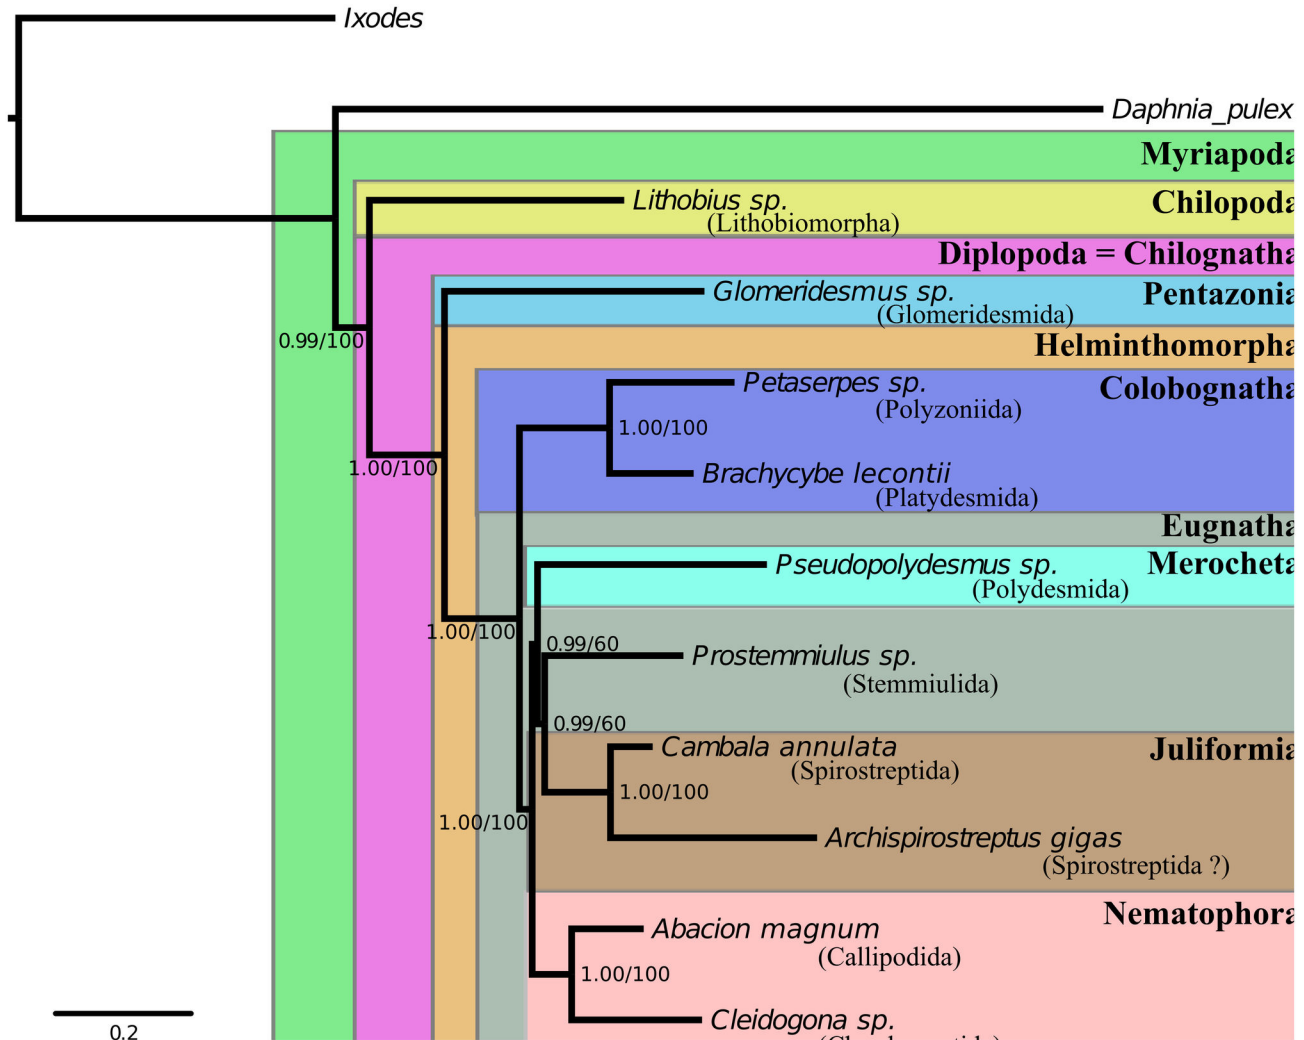 Ixodes
Daphnia_pulex
Myriapoda
Lithobius sp.
Chilopoda
(Lithobiomorpha)
Diplopoda = Chilognatha
Glomeridesmus sp.
Pentazonia
(Glomeridesmida)
0.99/100
Helminthomorpha
Petaserpes sp.
Colobognatha
(Polyzoniida)
1.00/100
1.00/100
Brachycybe lecontii
(Platydesmida)
Eugnatha
Pseudopolydesmus sp.
Merocheta
(Polydesmida)
1.00/100
0.99/60
Prostemmiulus sp.
(Stemmiulida)
0.99/60
Cambala annulata
Juliformia
(Spirostreptida)
1.00/100
1.00/100
Archispirostreptus gigas
(Spirostreptida ?)
Nematophora
Abacion magnum
(Callipodida)
1.00/100
Cleidogona sp.
0.2